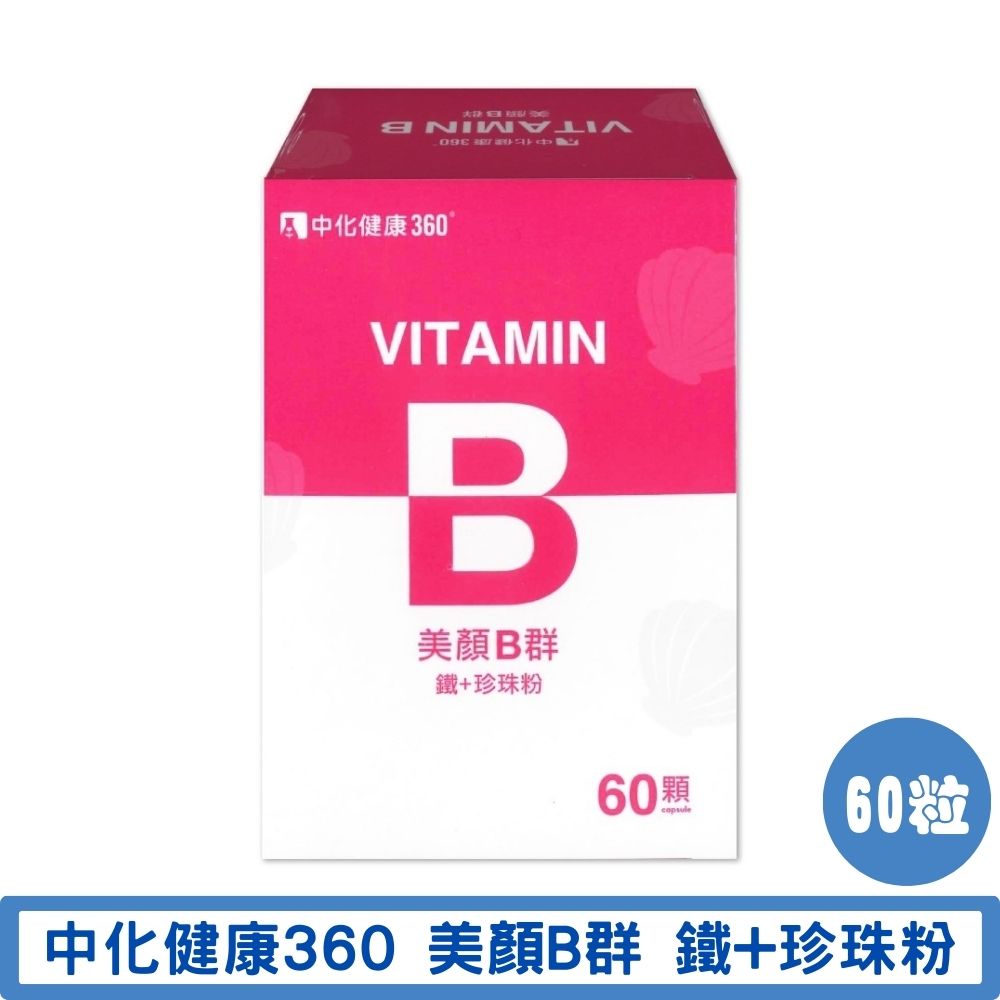 VITAMIN B
美顏B群
中化健康360
中化健康360®
VITAMIN
B
美顏B群
鐵+珍珠粉
60顆
capsule
60粒
中化健康360 美顏B群 鐵+珍珠粉